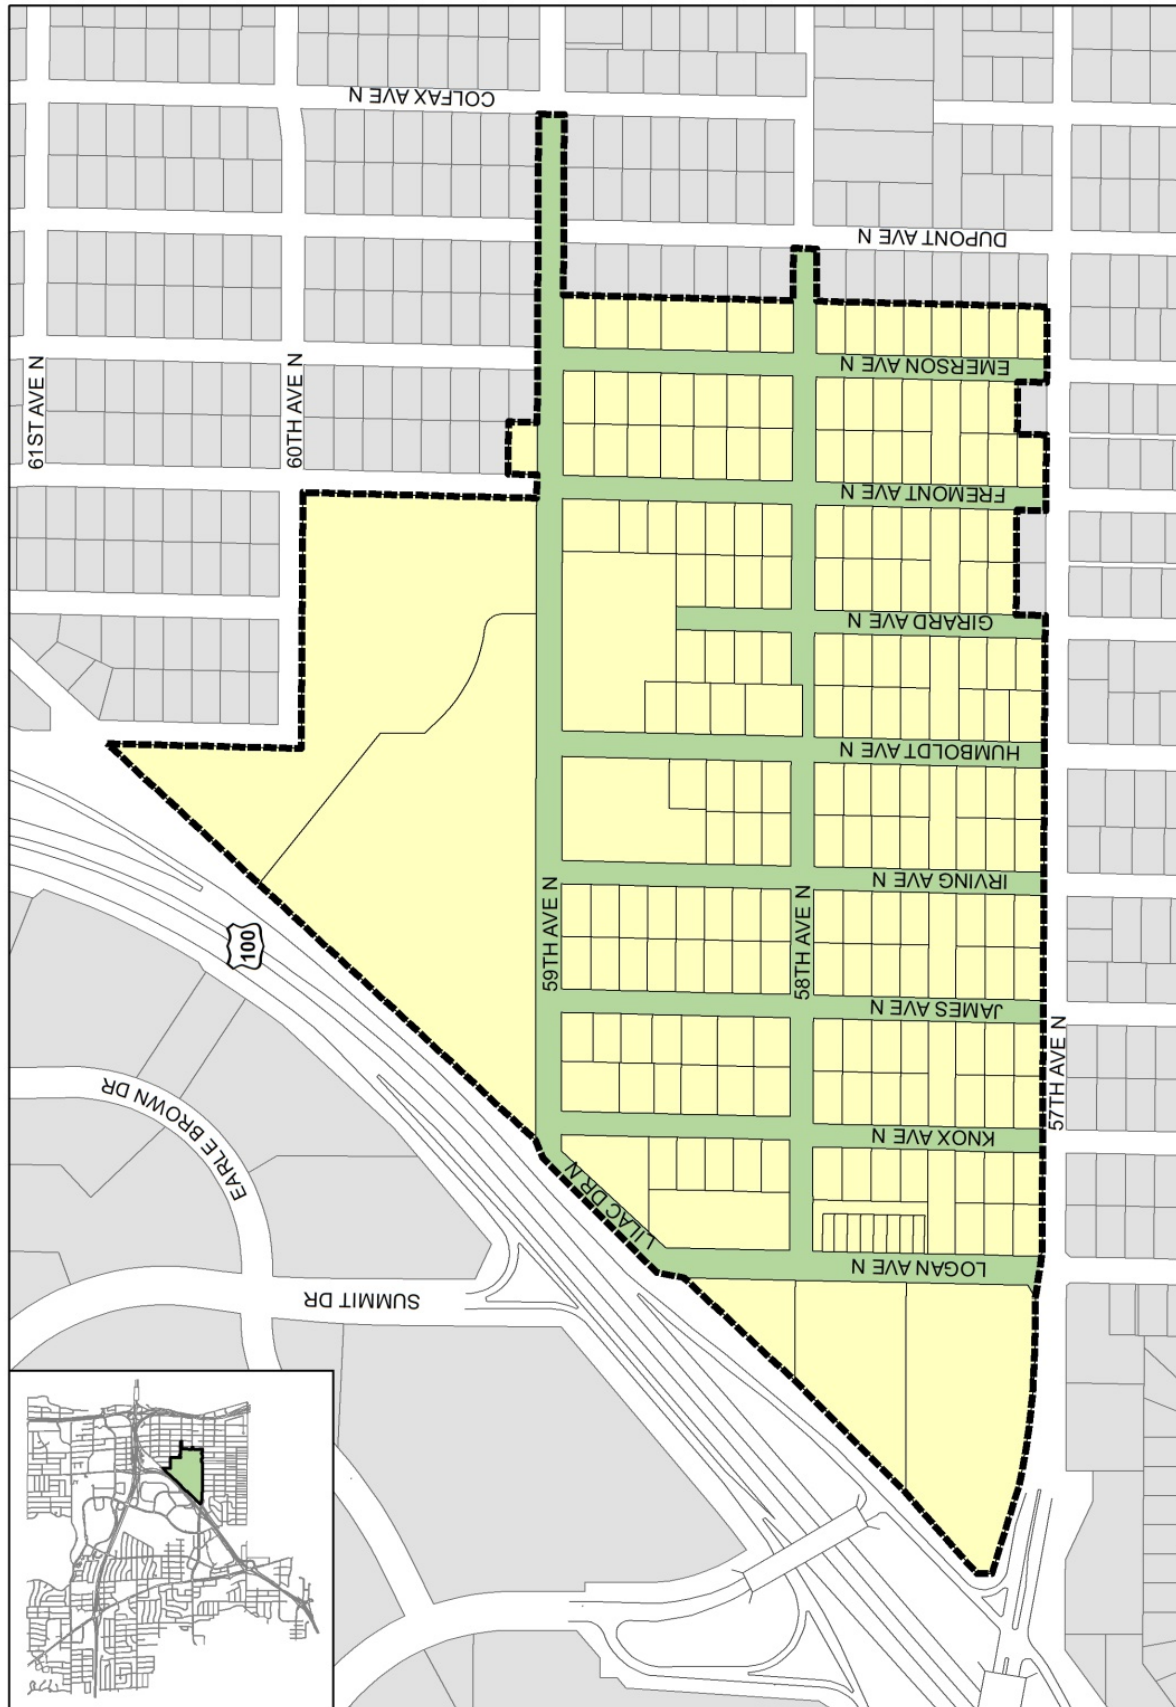 COLFAX AVE N
DUPONT AVE N
61ST AVE N
60TH AVE N
EMERSON AVE N
FREMONT AVE N
GIRARD AVE N
HUMBOLDT AVE N
IRVING AVE N
59TH AVE N
58TH AVE N
100
JAMES AVE N
57TH AVE N
EARLE BROWN DR
KNOX AVE N
LILAC DR N
LOGAN AVE N
SUMMIT DR